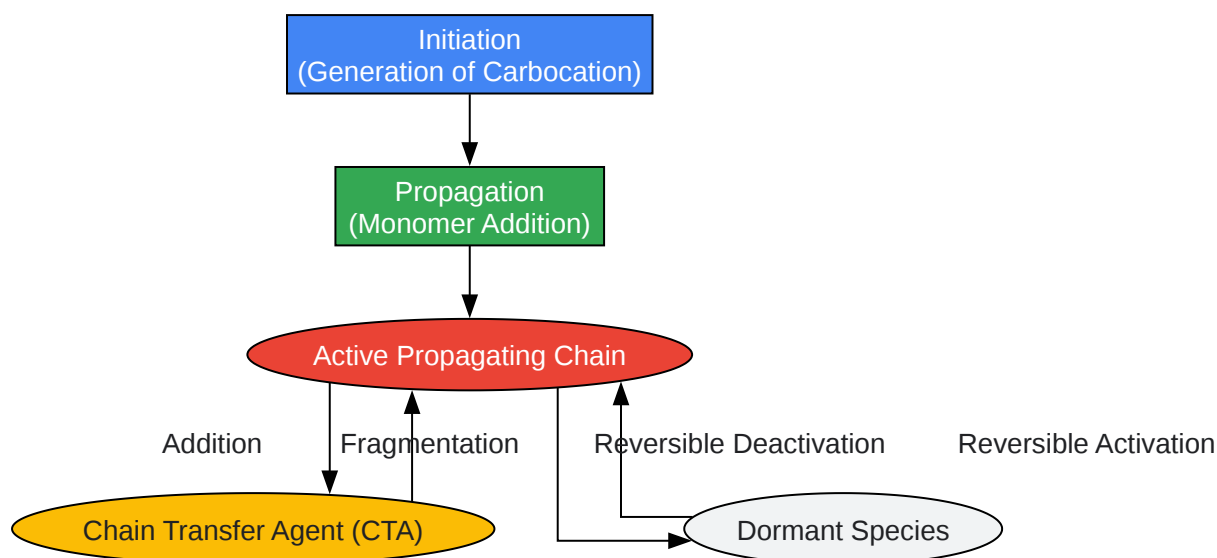 Initiation
(Generation of Carbocation)
Propagation
(Monomer Addition)
Active Propagating Chain
Addition
Fragmentation
Reversible Deactivation
Reversible Activation
Chain Transfer Agent (CTA)
Dormant Species